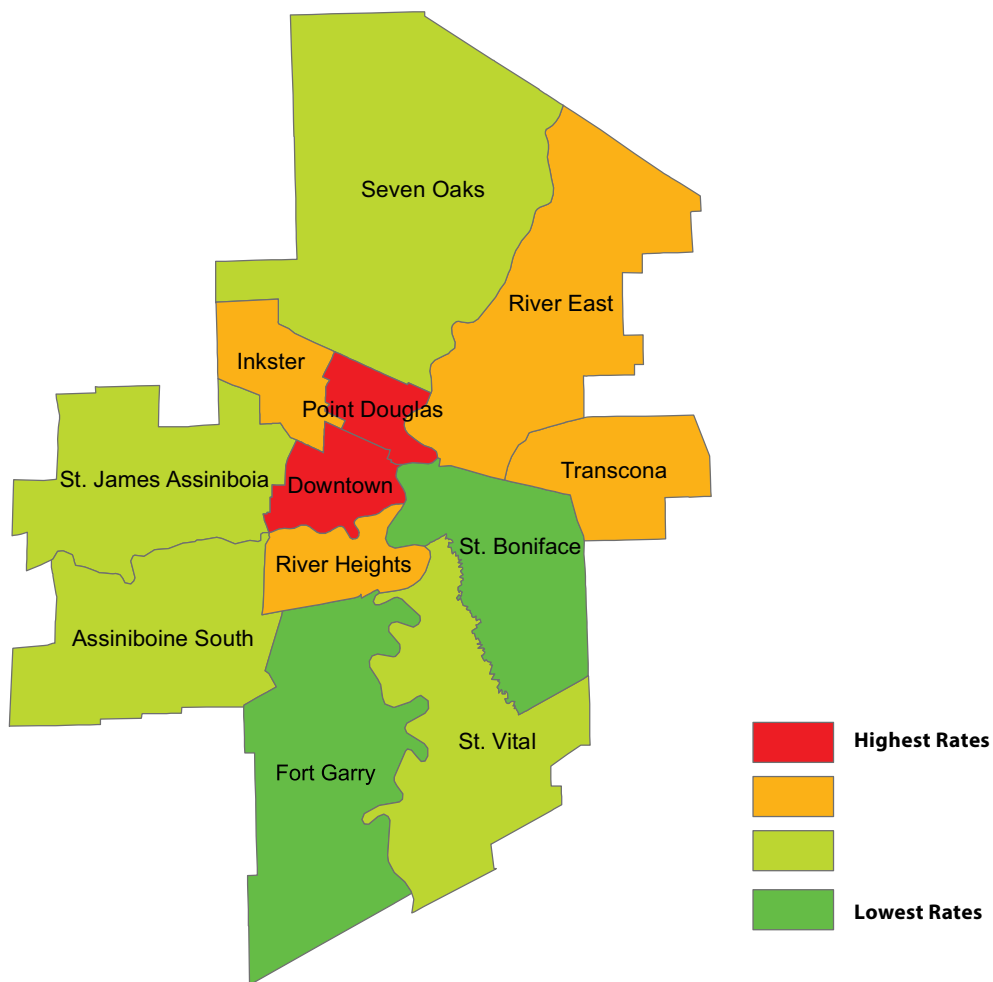 Seven Oaks
River East
Inkster
Point Douglas
Transcona
St. James Assiniboia
Downtown
St. Boniface
River Heights
Assiniboine South
St. Vital
Fort Garry
Highest Rates
Lowest Rates